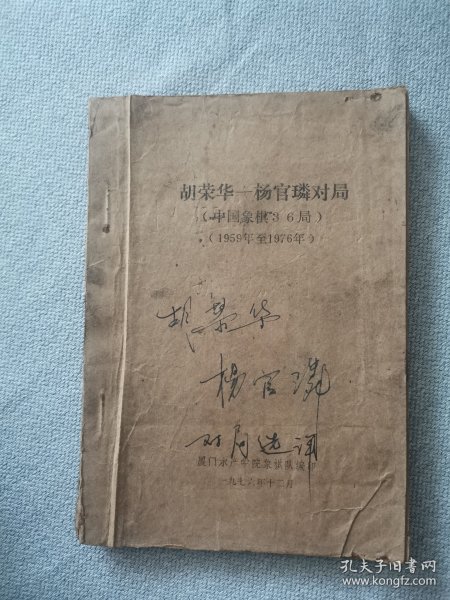 胡荣华—杨官璘对局
(中国象棋36局)
(1959年至1976年)
胡荣华
杨官璘
对局选评
厦门水产学院象棋队编印
一九七六年十二月
孔夫子旧书网
www.kongfz.com